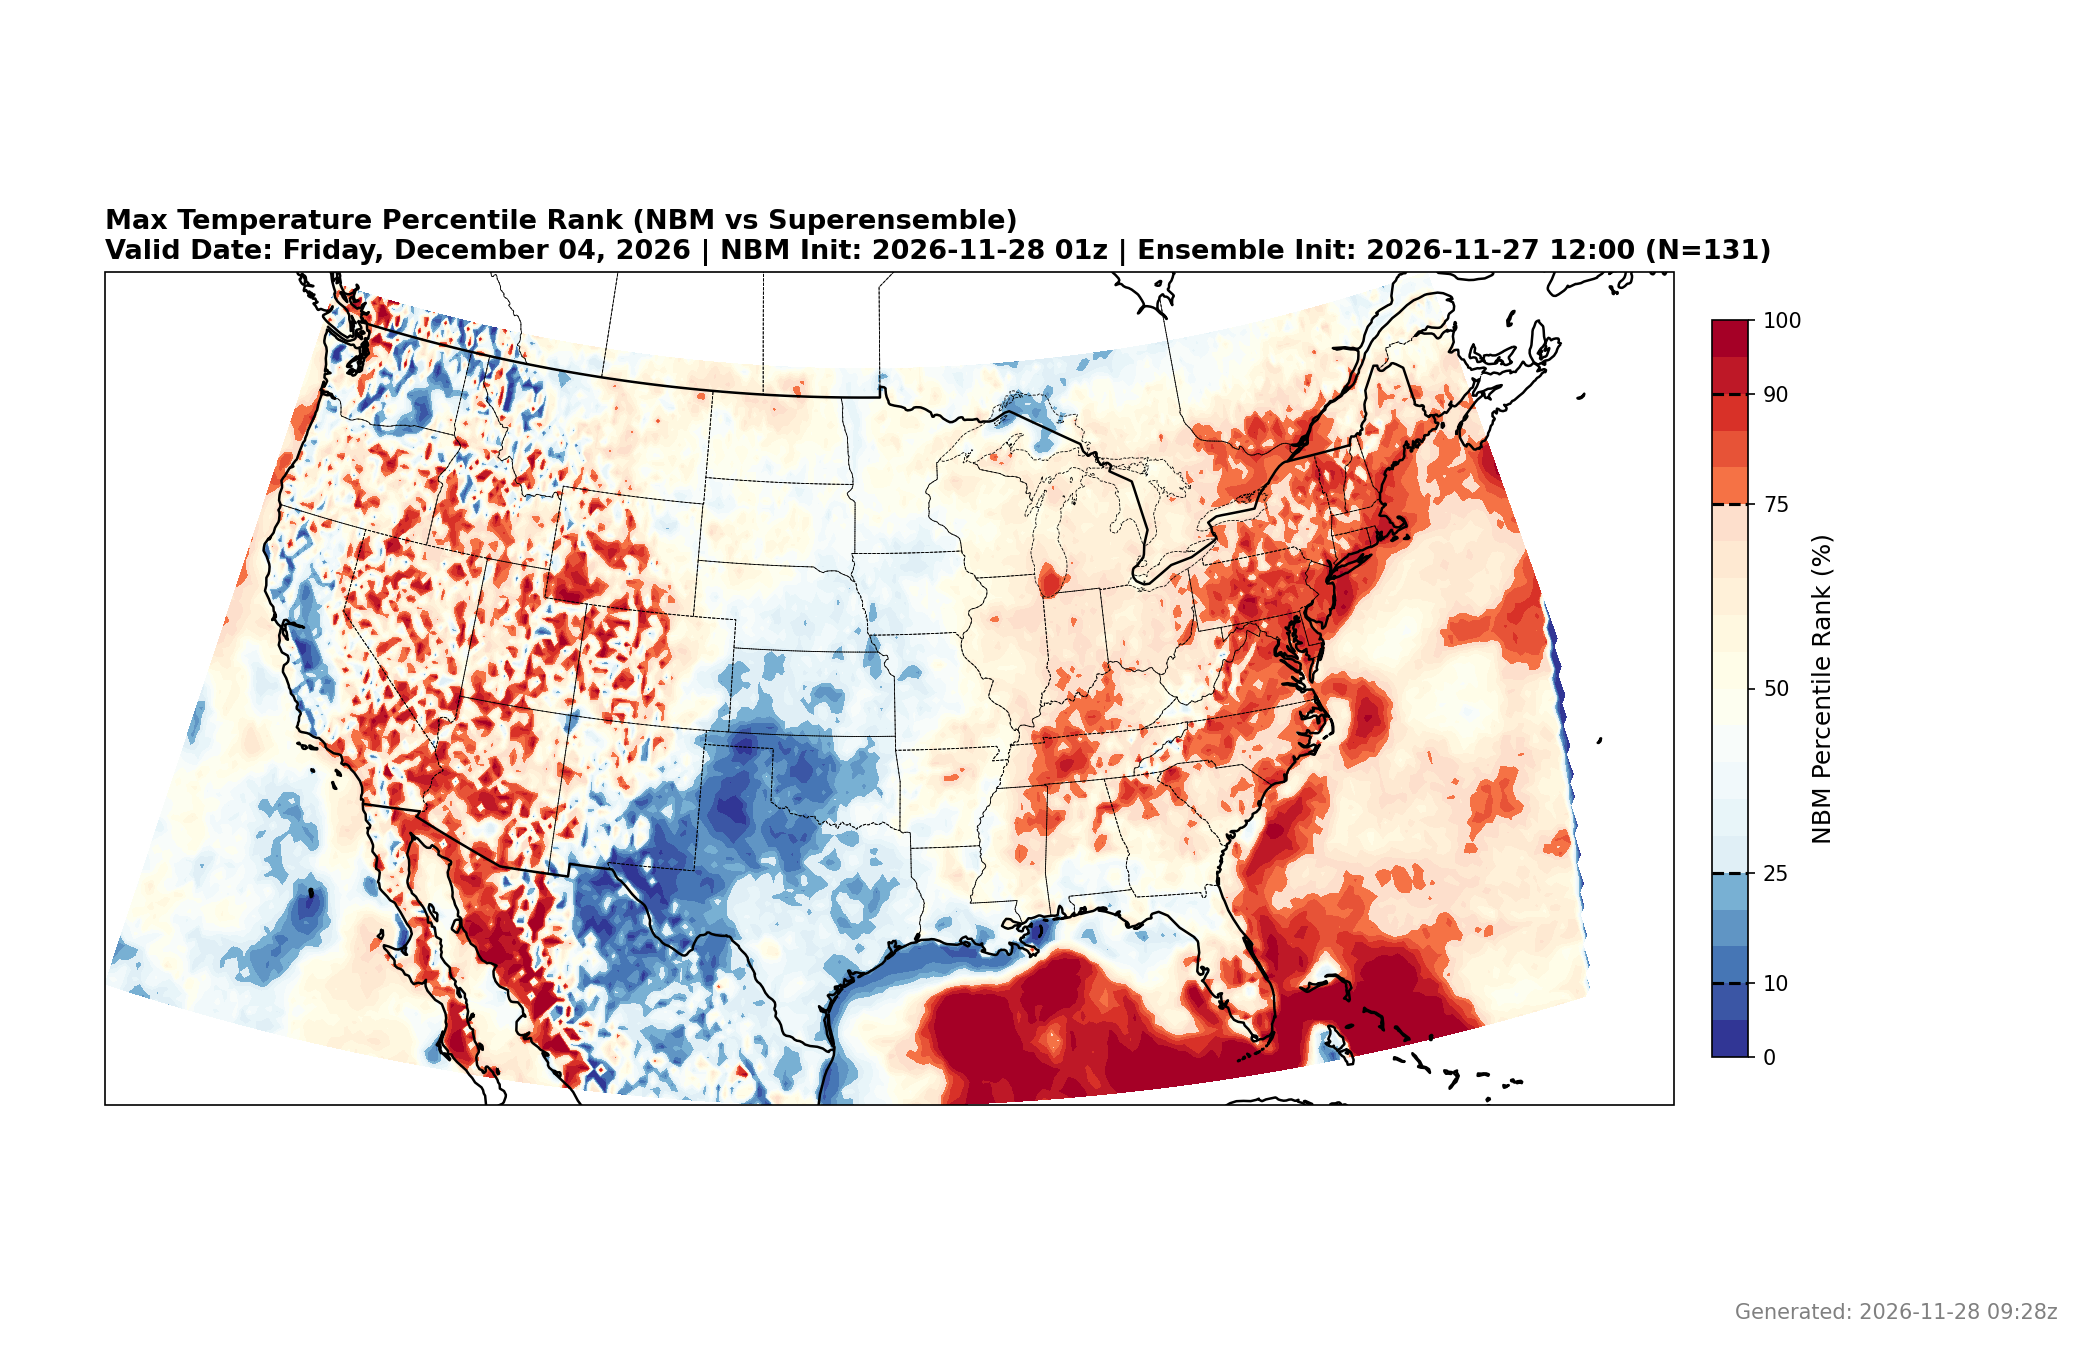 Max Temperature Percentile Rank (NBM vs Superensemble)
Valid Date: Friday, December 04, 2026 | NBM Init: 2026-11-28 01z | Ensemble Init: 2026-11-27 12:00 (N=131)
100
90
75
50
25
10
0
NBM Percentile Rank (%)
Generated: 2026-11-28 09:28z